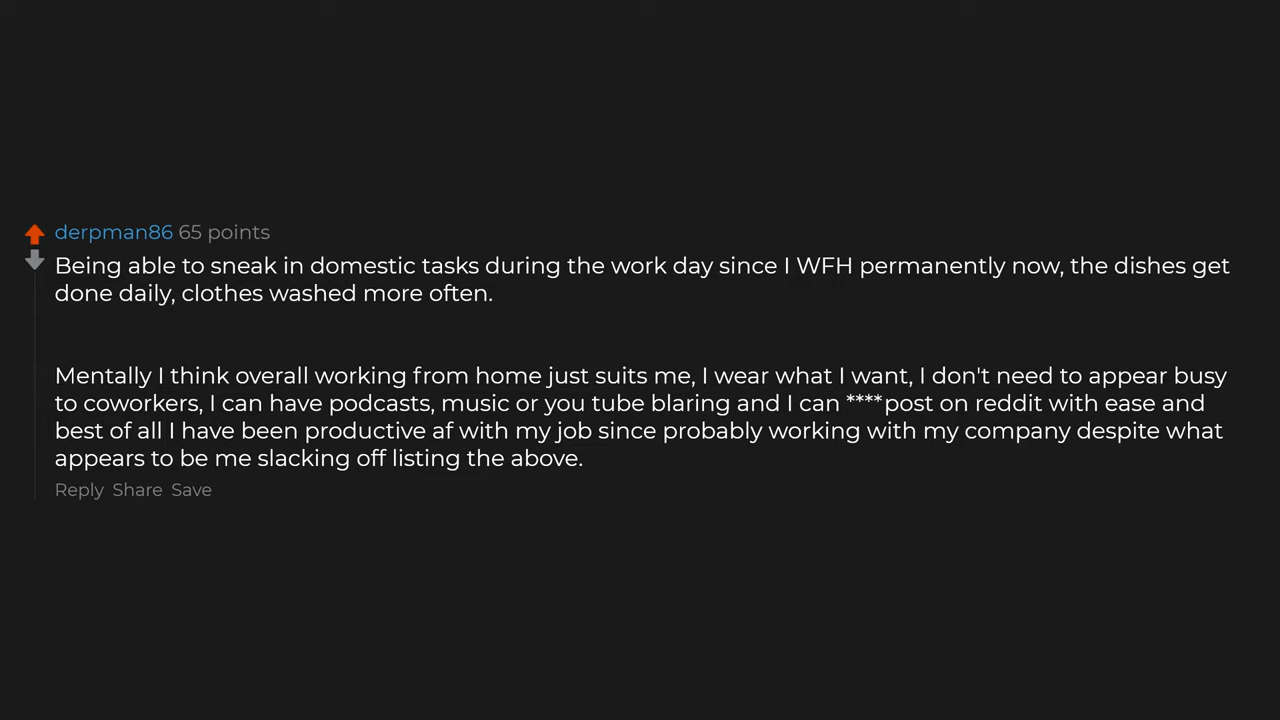 derpman86 65 points
Being able to sneak in domestic tasks during the work day since I WFH permanently now, the dishes get
done daily, clothes washed more often.
Mentally I think overall working from home just suits me, I wear what I want, I don't need to appear busy
to coworkers, I can have podcasts, music or you tube blaring and I can ****post on reddit with ease and
best of all I have been productive af with my job since probably working with my company despite what
appears to be me slacking off listing the above.
Reply Share Save